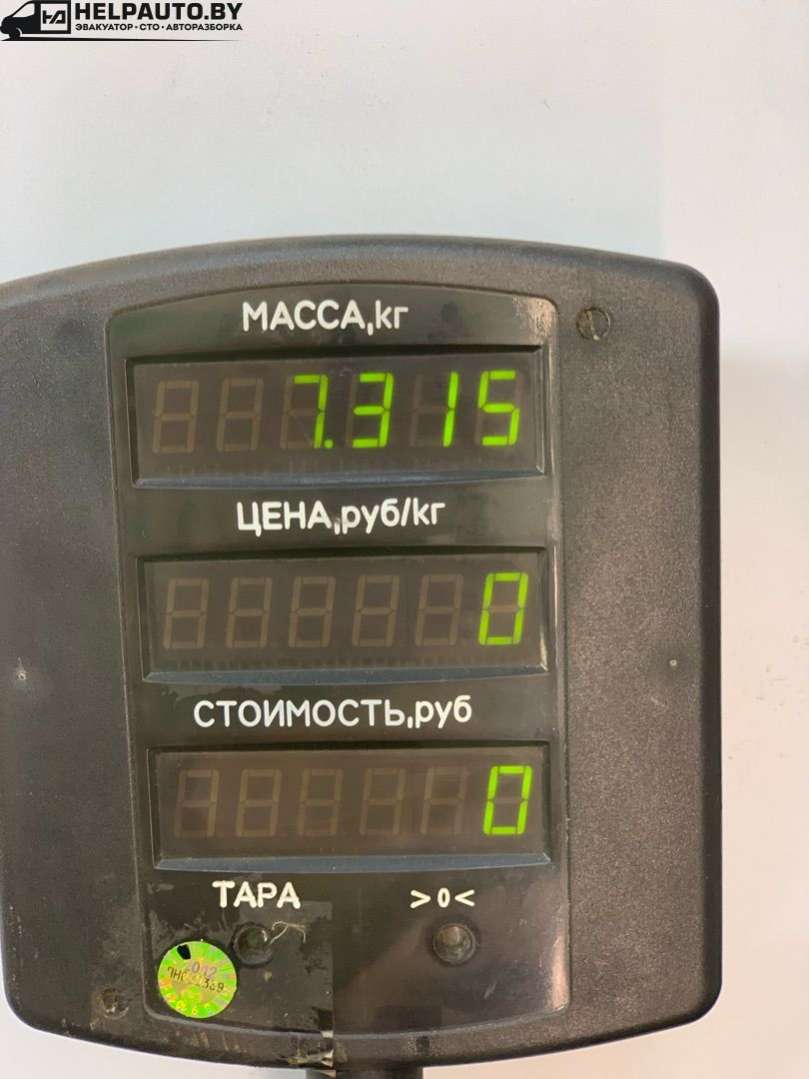 HELPAUTO.BY
ЭВАКУАТОР • СТО • АВТОРАЗБОРКА
МАССА,кг
7.315
ЦЕНА,руб/кг
0
СТОИМОСТЬ,руб
0
ТАРА >0<